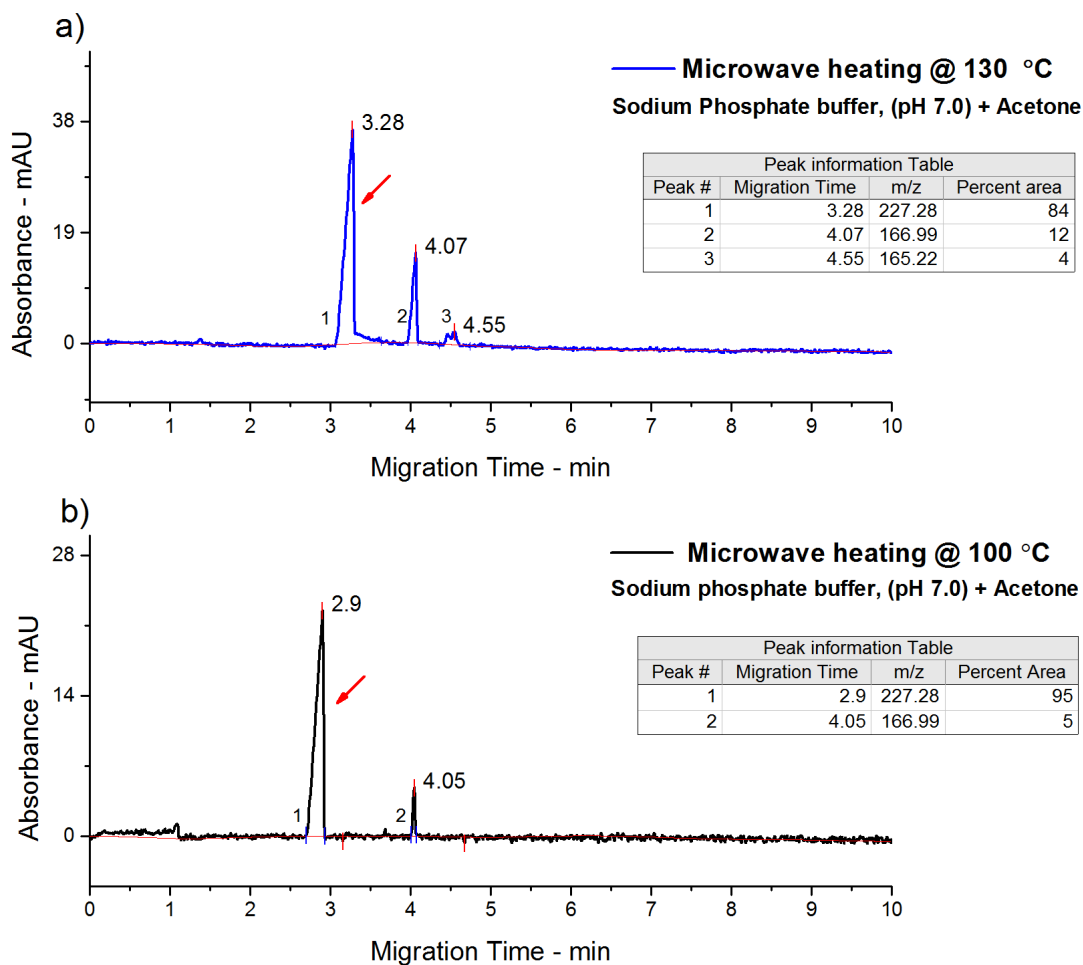 a)
Microwave heating @ 130 °C
Sodium Phosphate buffer, (pH 7.0) + Acetone
Peak information Table
Peak # Migration Time m/z Percent area
1 3.28 227.28 84
2 4.07 166.99 12
3 4.55 165.22 4
Absorbance - mAU
38
19
0
3.28
4.07
4.55
1
2
3
0 1 2 3 4 5 6 7 8 9 10
Migration Time - min
b)
Microwave heating @ 100 °C
Sodium phosphate buffer, (pH 7.0) + Acetone
Peak information Table
Peak # Migration Time m/z Percent Area
1 2.9 227.28 95
2 4.05 166.99 5
Absorbance - mAU
28
14
0
2.9
4.05
1
2
0 1 2 3 4 5 6 7 8 9 10
Migration Time - min